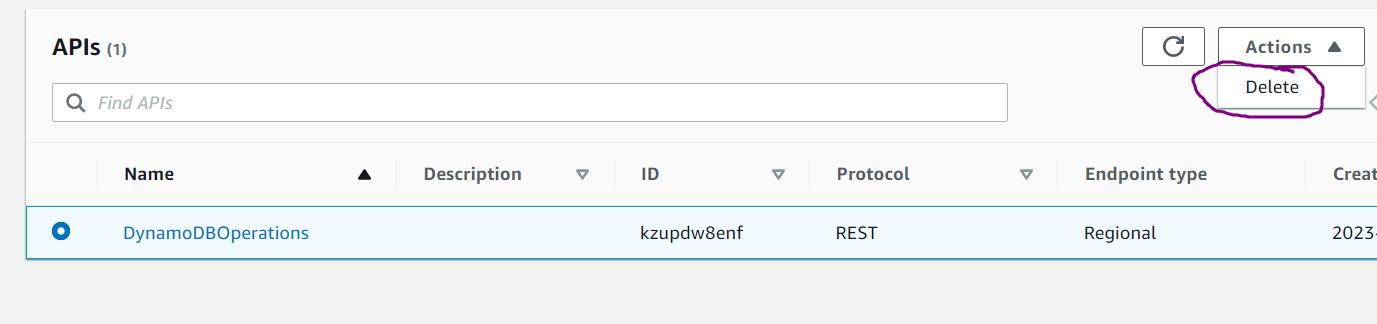 APIs (1)
Actions
Delete
Find APIs
Name Description ID Protocol Endpoint type Creat
DynamoDBOperations kzupdw8enf REST Regional 2023-